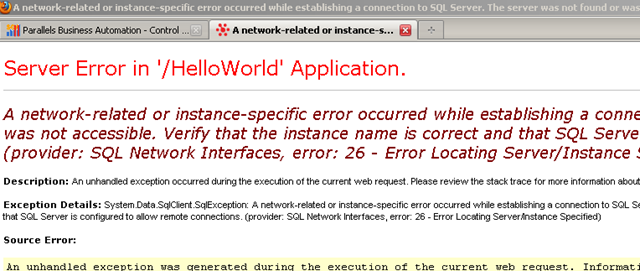 A network-related or instance-specific error occurred while establishing a connection to SQL Server. The server was not found or was
Parallels Business Automation - Control ...
A network-related or instance-s...
Server Error in '/HelloWorld' Application.
A network-related or instance-specific error occurred while establishing a conne
was not accessible. Verify that the instance name is correct and that SQL Serve
(provider: SQL Network Interfaces, error: 26 - Error Locating Server/Instance S
Description: An unhandled exception occurred during the execution of the current web request. Please review the stack trace for more information about
Exception Details: System.Data.SqlClient.SqlException: A network-related or instance-specific error occurred while establishing a connection to SQL Se
that SQL Server is configured to allow remote connections. (provider: SQL Network Interfaces, error: 26 - Error Locating Server/Instance Specified)
Source Error:
An unhandled exception was generated during the execution of the current web request. Informati